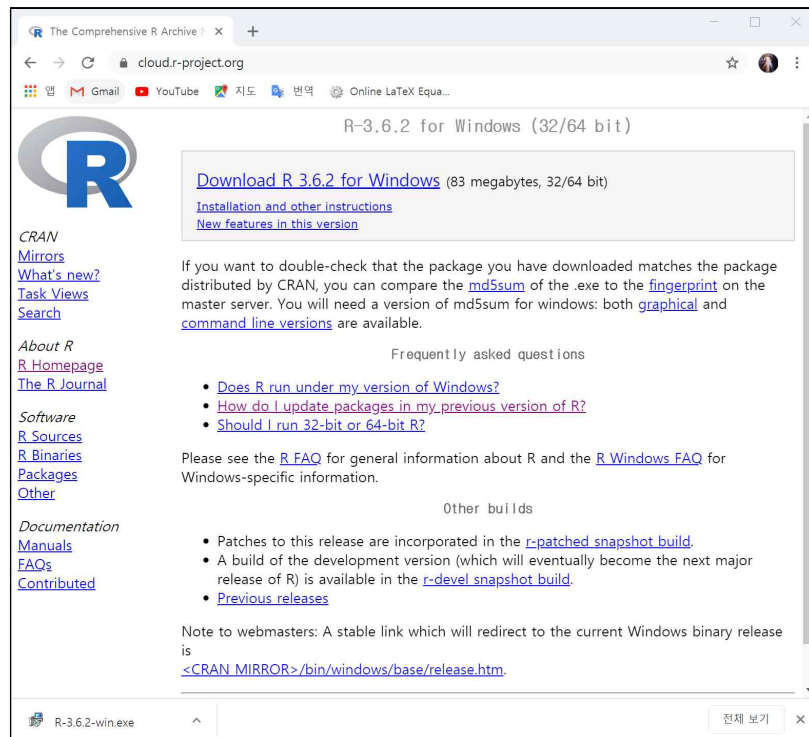 The Comprehensive R Archive N
cloud.r-project.org
앱 Gmail YouTube 지도 번역 Online LaTeX Equa...
R
R-3.6.2 for Windows (32/64 bit)
Download R 3.6.2 for Windows (83 megabytes, 32/64 bit)
Installation and other instructions
New features in this version
CRAN
Mirrors
What's new?
Task Views
Search
About R
R Homepage
The R Journal
Software
R Sources
R Binaries
Packages
Other
Documentation
Manuals
FAQs
Contributed
If you want to double-check that the package you have downloaded matches the package
distributed by CRAN, you can compare the md5sum of the .exe to the fingerprint on the
master server. You will need a version of md5sum for windows: both graphical and
command line versions are available.
Frequently asked questions
• Does R run under my version of Windows?
• How do I update packages in my previous version of R?
• Should I run 32-bit or 64-bit R?
Please see the R FAQ for general information about R and the R Windows FAQ for
Windows-specific information.
Other builds
• Patches to this release are incorporated in the r-patched snapshot build.
• A build of the development version (which will eventually become the next major
release of R) is available in the r-devel snapshot build.
• Previous releases
Note to webmasters: A stable link which will redirect to the current Windows binary release
is
<CRAN MIRROR>/bin/windows/base/release.htm.
R-3.6.2-win.exe
전체 보기